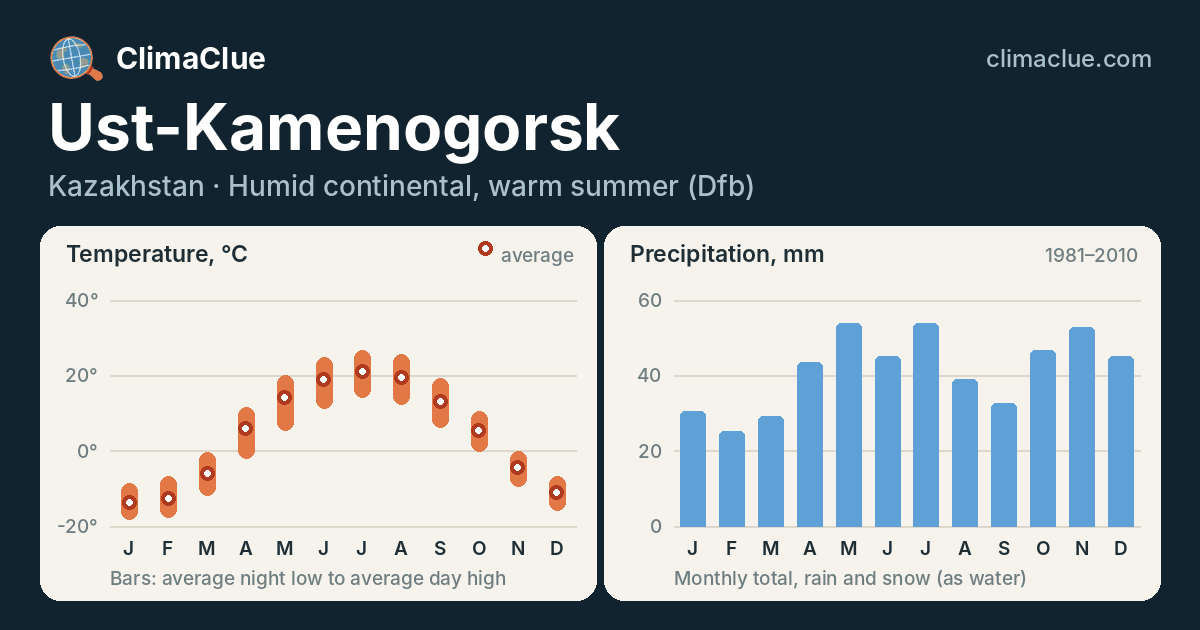 ClimaClue
climaclue.com
Ust-Kamenogorsk
Kazakhstan · Humid continental, warm summer (Dfb)
Temperature, °C
average
40°
20°
0°
-20°
J F M A M J J A S O N D
Bars: average night low to average day high
Precipitation, mm
1981–2010
60
40
20
0
J F M A M J J A S O N D
Monthly total, rain and snow (as water)